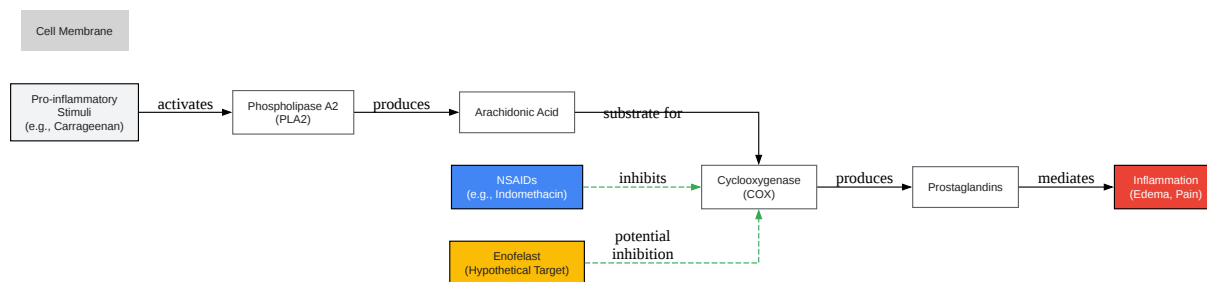 Cell Membrane
Pro-inflammatory
Stimuli
(e.g., Carrageenan)
activates
Phospholipase A2
(PLA2)
produces
Arachidonic Acid
substrate for
NSAIDs
(e.g., Indomethacin)
inhibits
Cyclooxygenase
(COX)
produces
Prostaglandins
mediates
Inflammation
(Edema, Pain)
Enofelast
(Hypothetical Target)
potential
inhibition